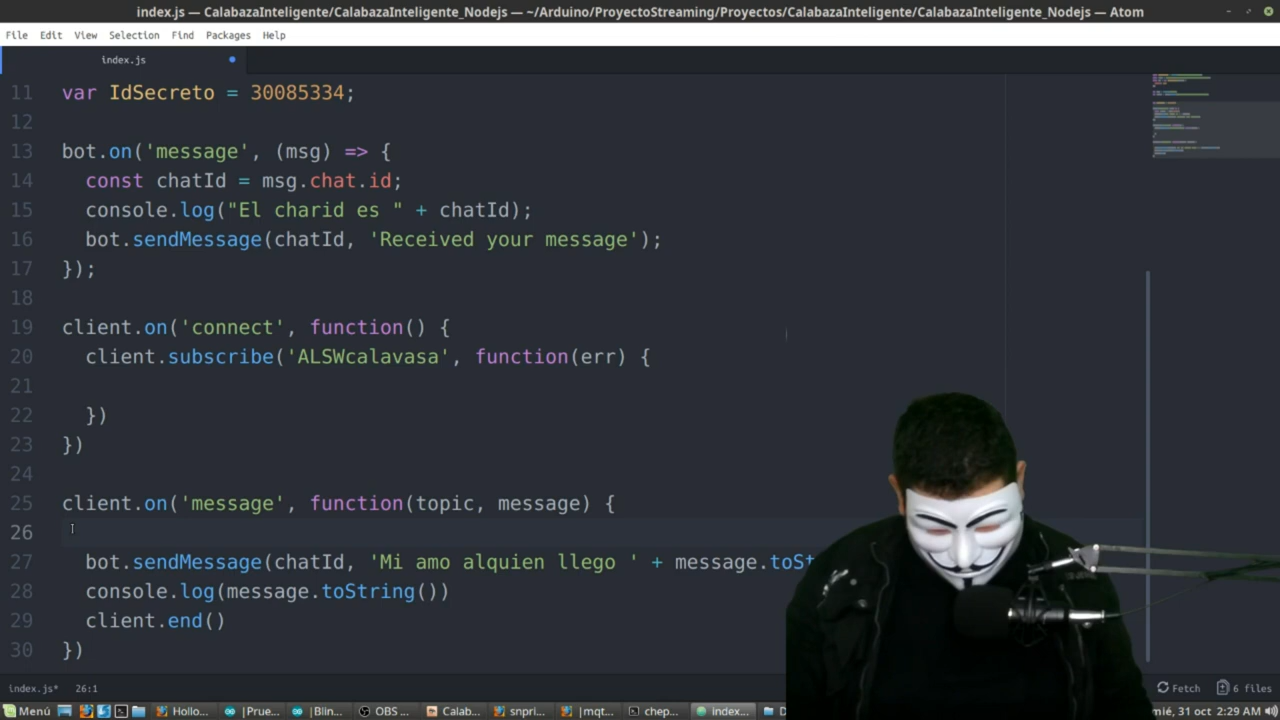 index.js — CalabazaInteligente/CalabazaInteligente_Nodejs — ~/Arduino/ProyectoStreaming/Proyectos/CalabazaInteligente/CalabazaInteligente_Nodejs — Atom
File Edit View Selection Find Packages Help
index.js
11 var IdSecreto = 30085334;
12
13 bot.on('message', (msg) => {
14 const chatId = msg.chat.id;
15 console.log("El charid es " + chatId);
16 bot.sendMessage(chatId, 'Received your message');
17 });
18
19 client.on('connect', function() {
20 client.subscribe('ALSWcalavasa', function(err) {
21
22 })
23 })
24
25 client.on('message', function(topic, message) {
26
27 bot.sendMessage(chatId, 'Mi amo alquien llego ' + message.toSt
28 console.log(message.toString())
29 client.end()
30 })
index.js* 26:1 Fetch 6 files
Menú Hollo... |Prue... |Blin... OBS ... Calab... snpri... |mqt... chep... index... D mié, 31 oct 2:29 AM